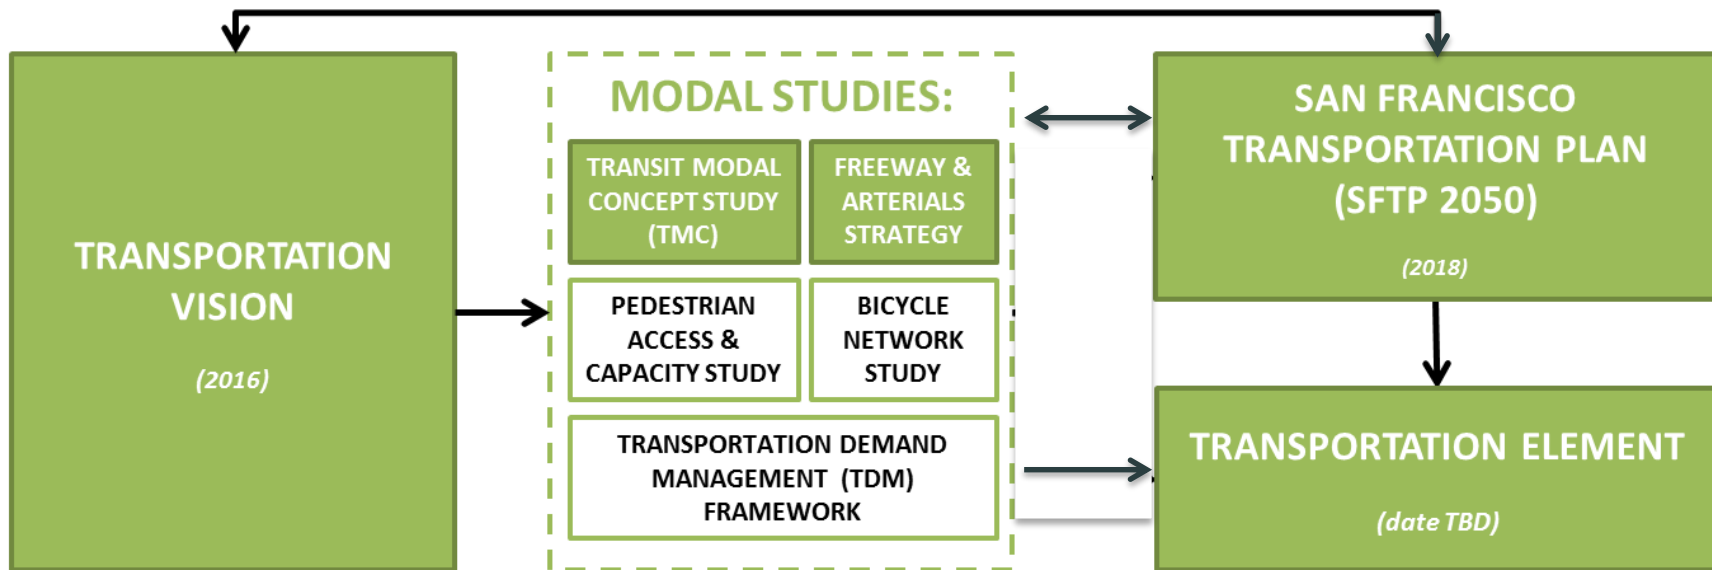 TRANSPORTATION
VISION
(2016)
MODAL STUDIES:
TRANSIT MODAL
CONCEPT STUDY
(TMC)
FREEWAY &
ARTERIALS
STRATEGY
PEDESTRIAN
ACCESS &
CAPACITY STUDY
BICYCLE
NETWORK
STUDY
TRANSPORTATION DEMAND
MANAGEMENT (TDM)
FRAMEWORK
SAN FRANCISCO
TRANSPORTATION PLAN
(SFTP 2050)
(2018)
TRANSPORTATION ELEMENT
(date TBD)